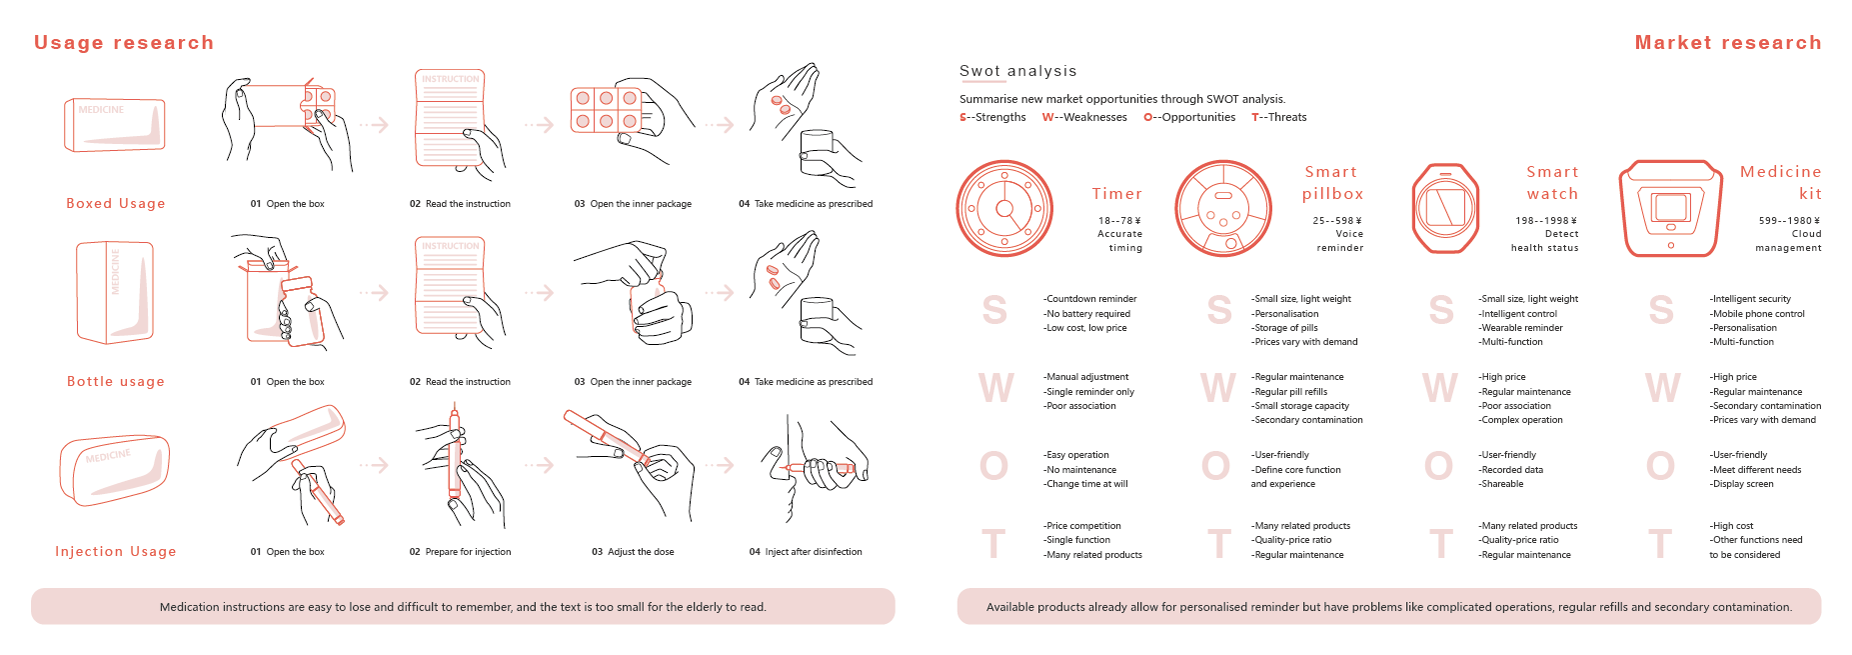 Usage research
MEDICINE
INSTRUCTION
Boxed Usage
01 Open the box
02 Read the instruction
03 Open the inner package
04 Take medicine as prescribed
MEDICINE
INSTRUCTION
Bottle usage
01 Open the box
02 Read the instruction
03 Open the inner package
04 Take medicine as prescribed
MEDICINE
Injection Usage
01 Open the box
02 Prepare for injection
03 Adjust the dose
04 Inject after disinfection
Medication instructions are easy to lose and difficult to remember, and the text is too small for the elderly to read.
Market research
Swot analysis
Summarise new market opportunities through SWOT analysis.
S--Strengths W--Weaknesses O--Opportunities T--Threats
Timer
18--78¥
Accurate
timing
Smart
pillbox
25--598¥
Voice
reminder
Smart
watch
198--1998¥
Detect
health status
Medicine
kit
599--1980¥
Cloud
management
S
-Countdown reminder
-No battery required
-Low cost, low price
S
-Small size, light weight
-Personalisation
-Storage of pills
-Prices vary with demand
S
-Small size, light weight
-Intelligent control
-Wearable reminder
-Multi-function
S
-Intelligent security
-Mobile phone control
-Personalisation
-Multi-function
W
-Manual adjustment
-Single reminder only
-Poor association
W
-Regular maintenance
-Regular pill refills
-Small storage capacity
-Secondary contamination
W
-High price
-Regular maintenance
-Poor association
-Complex operation
W
-High price
-Regular maintenance
-Secondary contamination
-Prices vary with demand
O
-Easy operation
-No maintenance
-Change time at will
O
-User-friendly
-Define core function
and experience
O
-User-friendly
-Recorded data
-Shareable
O
-User-friendly
-Meet different needs
-Display screen
T
-Price competition
-Single function
-Many related products
T
-Many related products
-Quality-price ratio
-Regular maintenance
T
-Many related products
-Quality-price ratio
-Regular maintenance
T
-High cost
-Other functions need
to be considered
Available products already allow for personalised reminder but have problems like complicated operations, regular refills and secondary contamination.